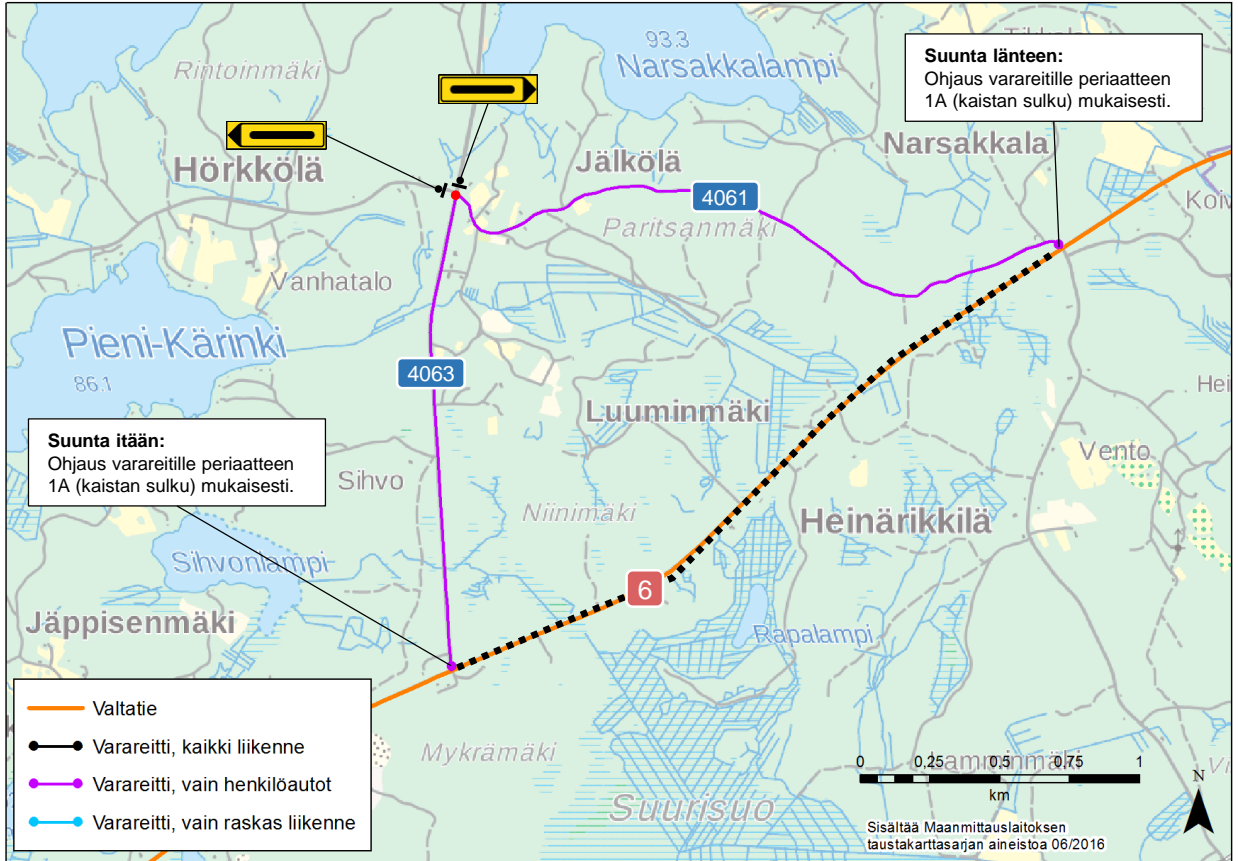 93.3
Narsakkalampi
Rintoinmäki
Suunta länteen:
Ohjaus varareitille periaatteen
1A (kaistan sulku) mukaisesti.
Hörkkölä
Jälkölä
Narsakkala
4061
Paritsanmäki
Vanhatalo
Pieni-Kärinki
86.1
4063
Luuminmäki
Suunta itään:
Ohjaus varareitille periaatteen
1A (kaistan sulku) mukaisesti.
Sihvo
Vento
Niinimäki
Heinärikkilä
Sihvonlampi
6
Jäppisenmäki
Rapalampi
Valtatie
Varareitti, kaikki liikenne
Varareitti, vain henkilöautot
Varareitti, vain raskas liikenne
Mykrämäki
Suurisuo
0 0,25 0,5 0,75 1
km
N
Sisältää Maanmittauslaitoksen
taustakarttasarjan aineistoa 06/2016